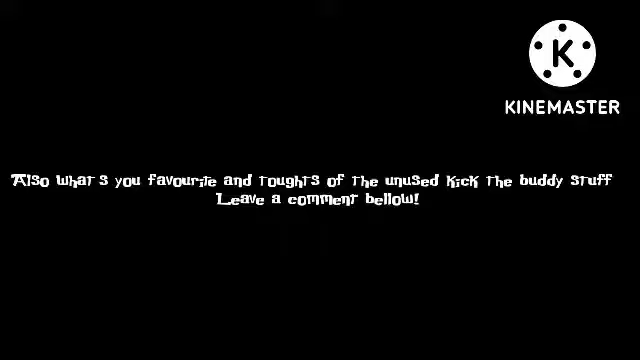 K
KINEMASTER
Also what's you favourite and toughts of the unused kick the buddy stuff
Leave a comment bellow!